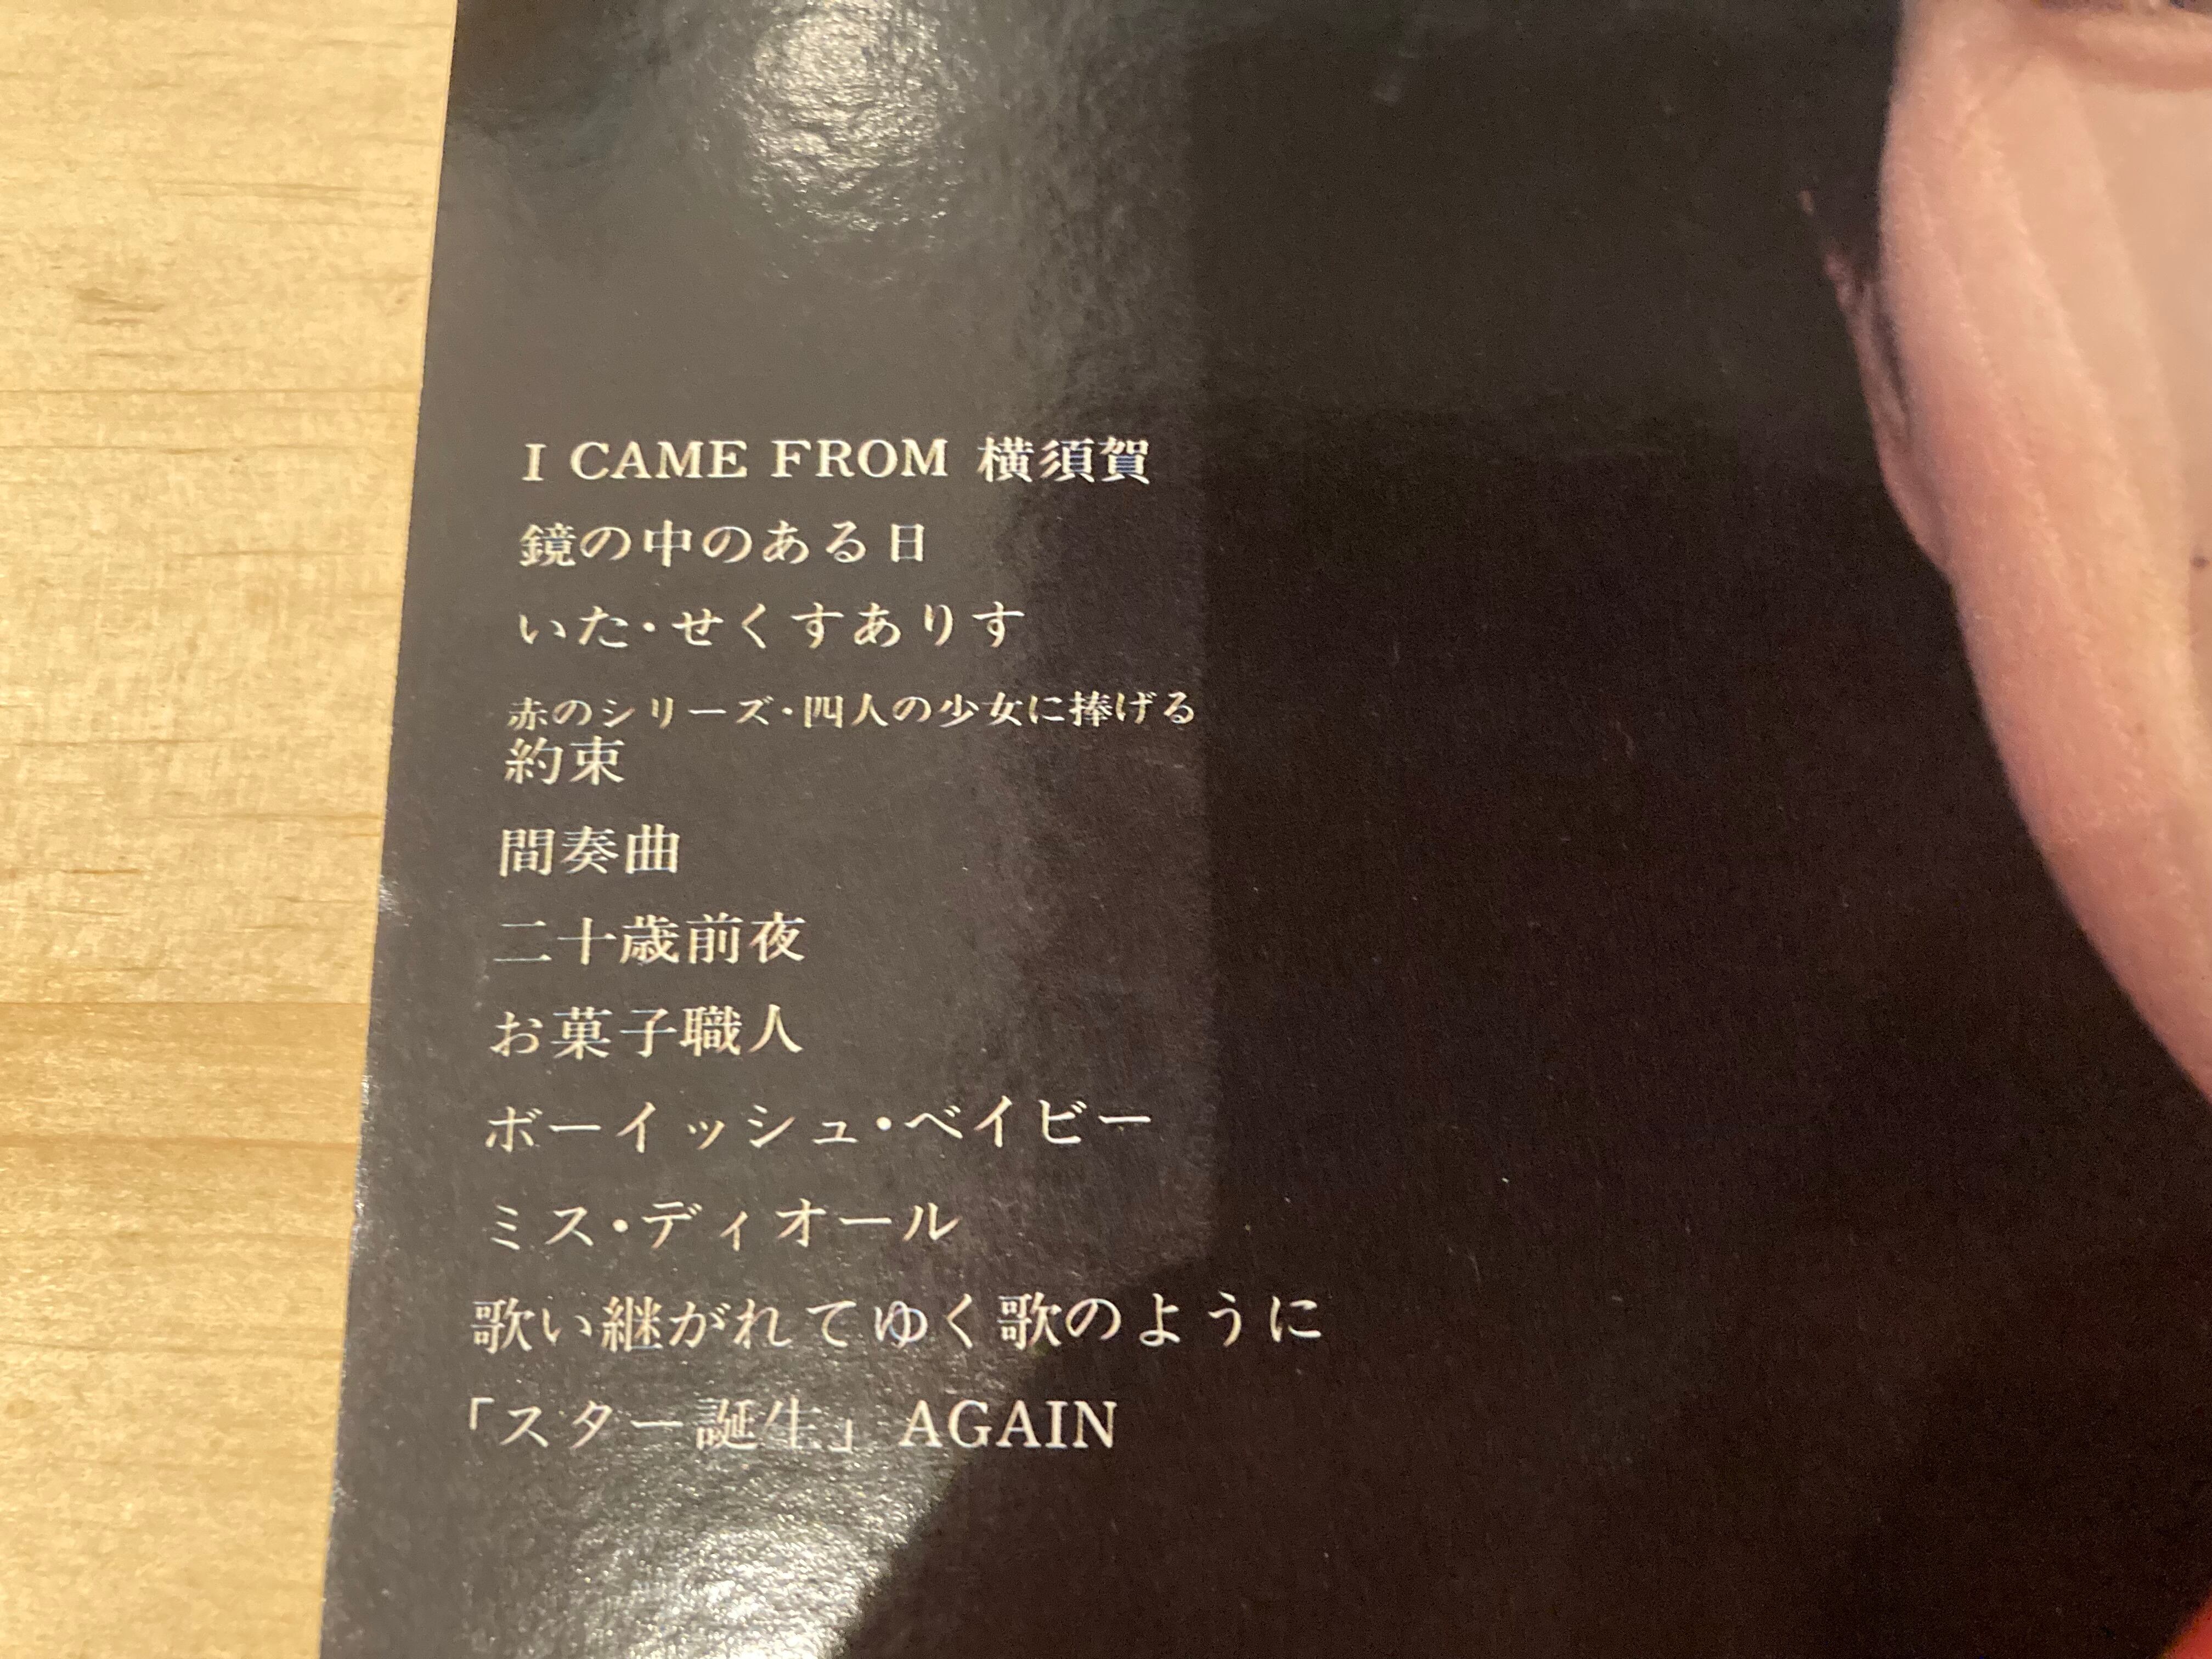 I CAME FROM 横須賀
鏡の中のある日
いた・せくすありす
赤のシリーズ・四人の少女に捧げる
約束
間奏曲
二十歳前夜
お菓子職人
ボーイッシュ・ベイビー
ミス・ディオール
歌い継がれてゆく歌のように
「スター誕生」 AGAIN